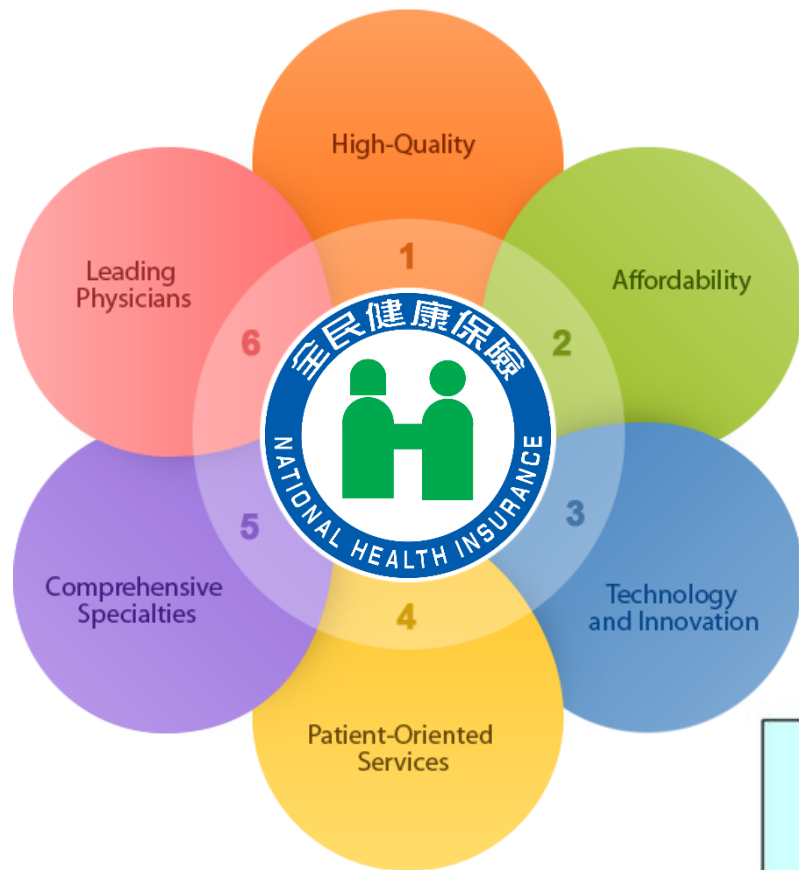 High-Quality
1
Affordability
2
Technology
and Innovation
3
Patient-Oriented
Services
4
Comprehensive
Specialties
5
Leading
Physicians
6
全民健康保險
NATIONAL HEALTH INSURANCE